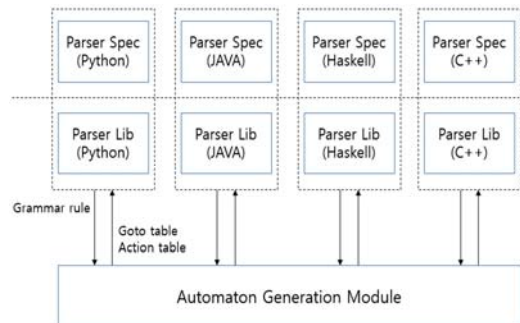 Parser Spec
(Python)
Parser Spec
(JAVA)
Parser Spec
(Haskell)
Parser Spec
(C++)
Parser Lib
(Python)
Parser Lib
(JAVA)
Parser Lib
(Haskell)
Parser Lib
(C++)
Grammar rule
Goto table
Action table
Automaton Generation Module